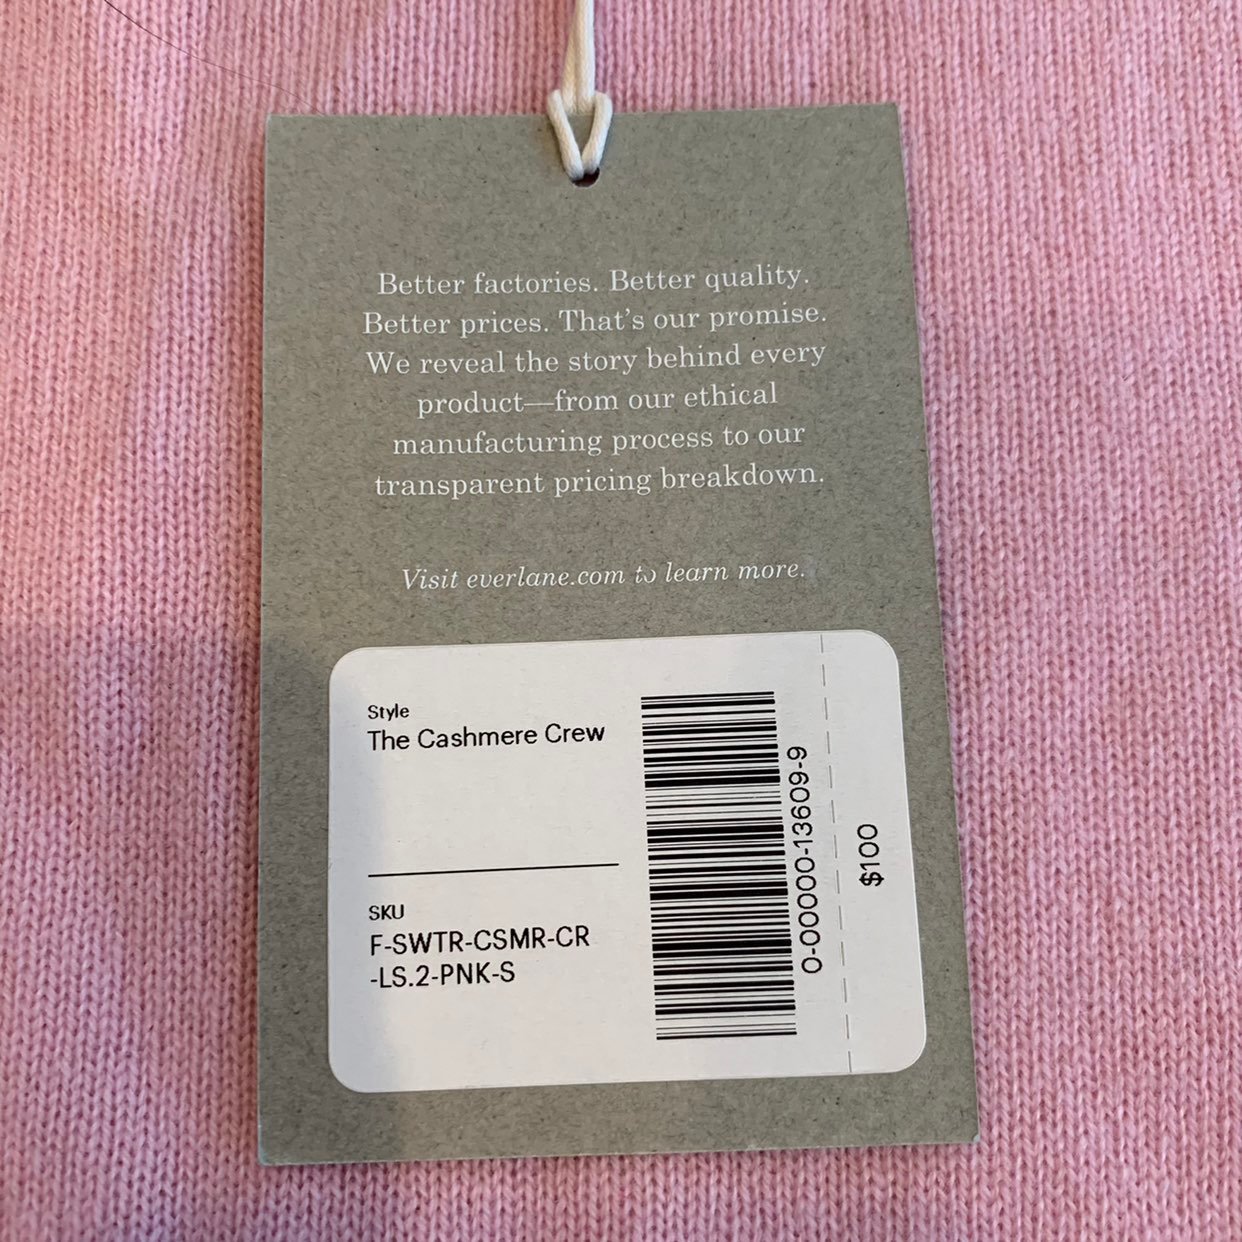 Better factories. Better quality.
Better prices. That's our promise.
We reveal the story behind every
product—from our ethical
manufacturing process to our
transparent pricing breakdown.
Visit everlane.com to learn more.
Style
The Cashmere Crew
SKU
F-SWTR-CSMR-CR
-LS.2-PNK-S
0-000000-13609-9
$100